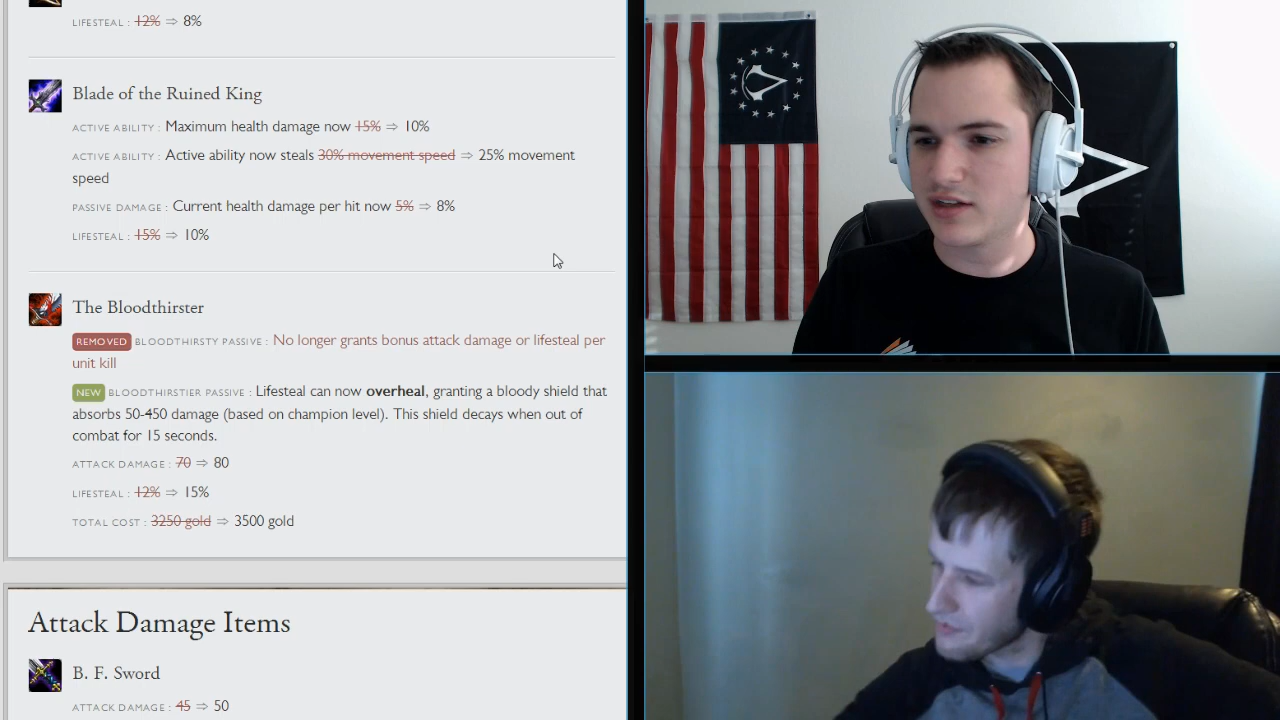 LIFESTEAL : 12% ⇒ 8%
Blade of the Ruined King
ACTIVE ABILITY : Maximum health damage now 15% ⇒ 10%
ACTIVE ABILITY : Active ability now steals 30% movement speed ⇒ 25% movement
speed
PASSIVE DAMAGE : Current health damage per hit now 5% ⇒ 8%
LIFESTEAL : 15% ⇒ 10%
The Bloodthirster
REMOVED BLOODTHIRSTY PASSIVE : No longer grants bonus attack damage or lifesteal per
unit kill
NEW BLOODTHIRSTIER PASSIVE : Lifesteal can now overheal, granting a bloody shield that
absorbs 50-450 damage (based on champion level). This shield decays when out of
combat for 15 seconds.
ATTACK DAMAGE : 70 ⇒ 80
LIFESTEAL : 12% ⇒ 15%
TOTAL COST : 3250 gold ⇒ 3500 gold
Attack Damage Items
B. F. Sword
ATTACK DAMAGE : 45 ⇒ 50